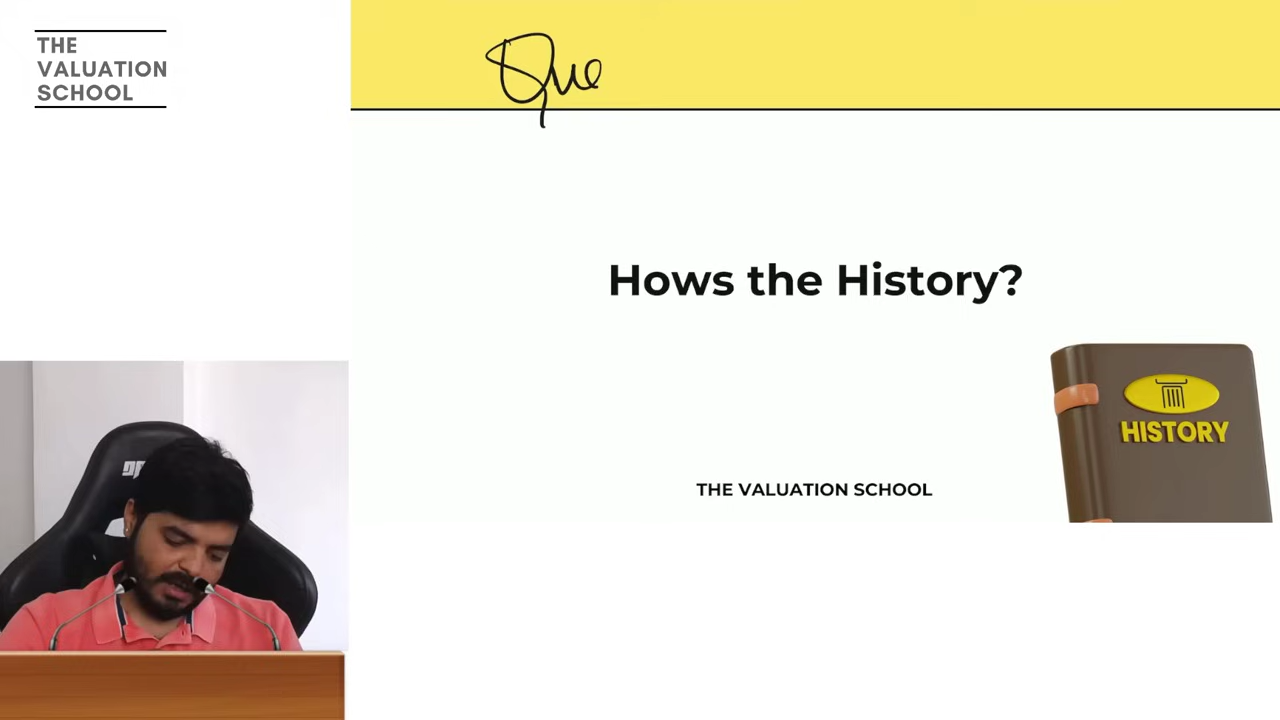 THE
VALUATION
SCHOOL
Que
Hows the History?
HISTORY
THE VALUATION SCHOOL